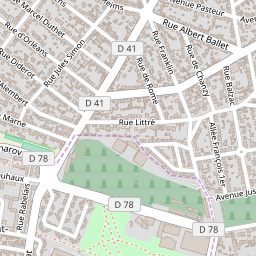 Rue Marcel Duthet
Avenue Pasteur
Rue Albert Ballet
Rue d'Orléans
Rue Jules Simon
D 41
Rue Diderot
Rue de Rome
Rue Franklin
Rue de Chanzy
Rue Balzac
D 41
Rue Littré
Marne
Allée François 1er
D 78
D 78
Avenue Jus
Rue Rabelais
D 78
D 78